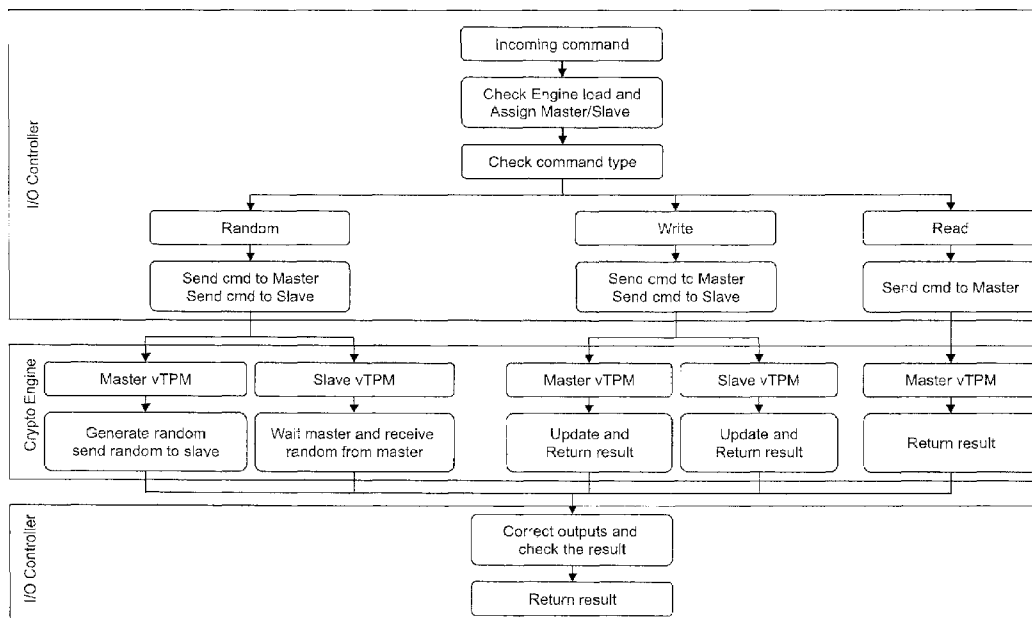 I/O Controller
Incoming command
Check Engine load and
Assign Master/Slave
Check command type
Random
Write
Read
Send cmd to Master
Send cmd to Slave
Send cmd to Master
Send cmd to Slave
Send cmd to Master
Crypto Engine
Master vTPM
Slave vTPM
Master vTPM
Slave vTPM
Master vTPM
Generate random
send random to slave
Wait master and receive
random from master
Update and
Return result
Update and
Return result
Return result
I/O Controller
Correct outputs and
check the result
Return result